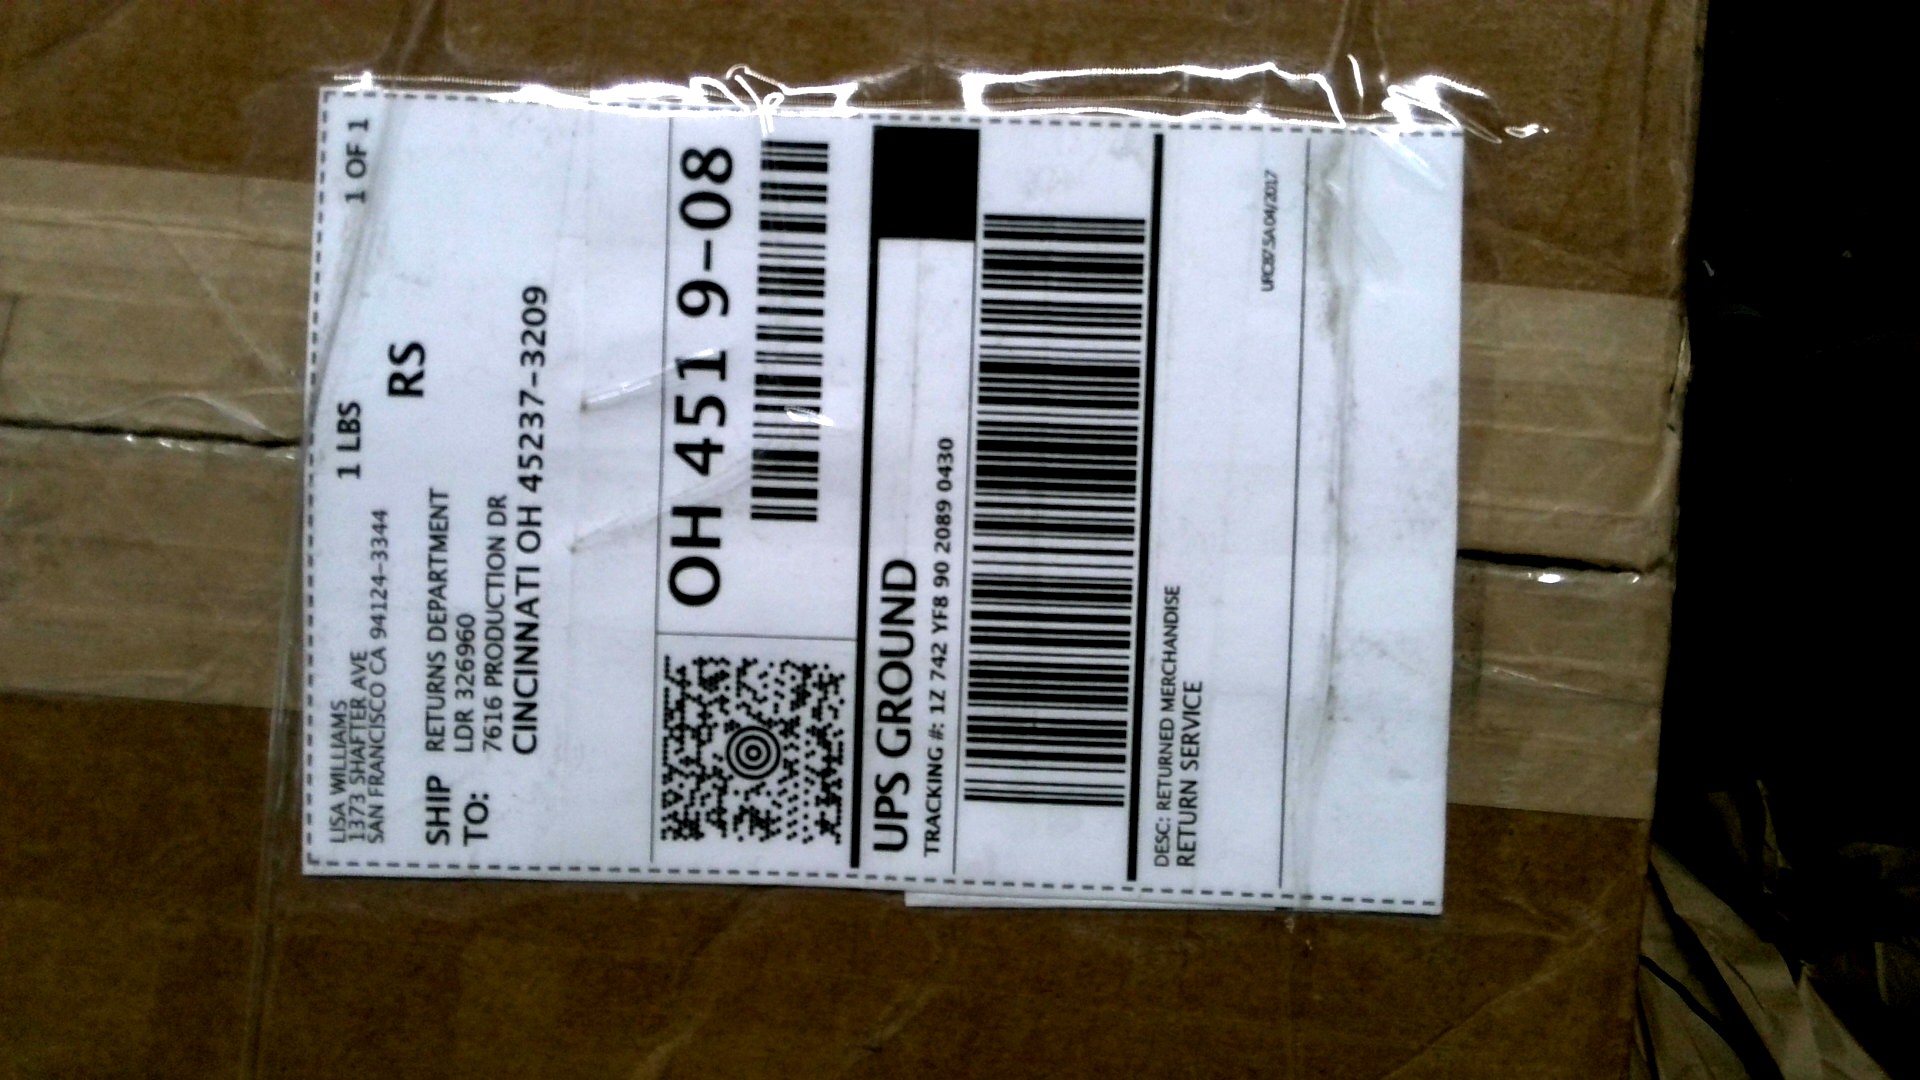 LISA WILLIAMS
1373 SHAFTER AVE
SAN FRANCISCO CA 94124-3344
1 LBS
1 OF 1
RS
SHIP TO:
RETURNS DEPARTMENT
LDR 326960
7616 PRODUCTION DR
CINCINNATI OH 45237-3209
OH 451 9-08
UPS GROUND
TRACKING #: 1Z 742 YF8 90 2089 0430
DESC: RETURNED MERCHANDISE
RETURN SERVICE
04/2017